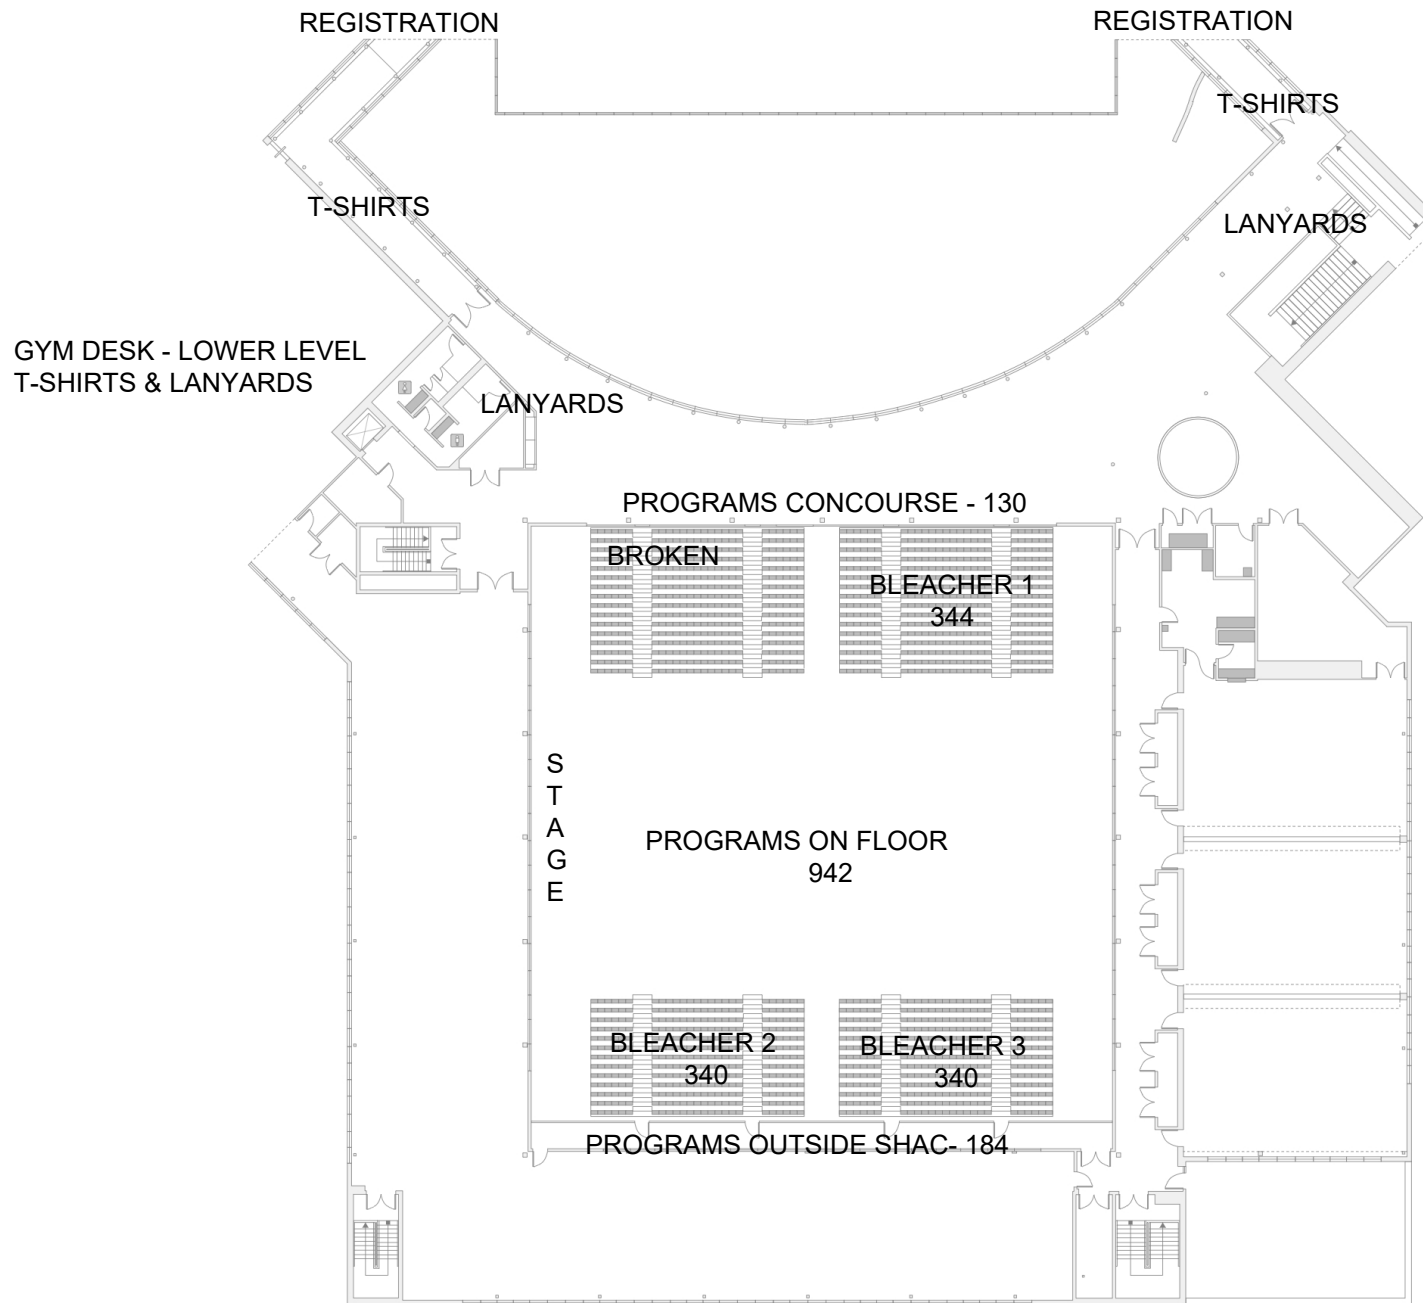 REGISTRATION
REGISTRATION
T-SHIRTS
T-SHIRTS
LANYARDS
GYM DESK - LOWER LEVEL
T-SHIRTS & LANYARDS
LANYARDS
PROGRAMS CONCOURSE - 130
BROKEN
BLEACHER 1
344
S
T
A
G
E
PROGRAMS ON FLOOR
942
BLEACHER 2
340
BLEACHER 3
340
PROGRAMS OUTSIDE SHAC- 184